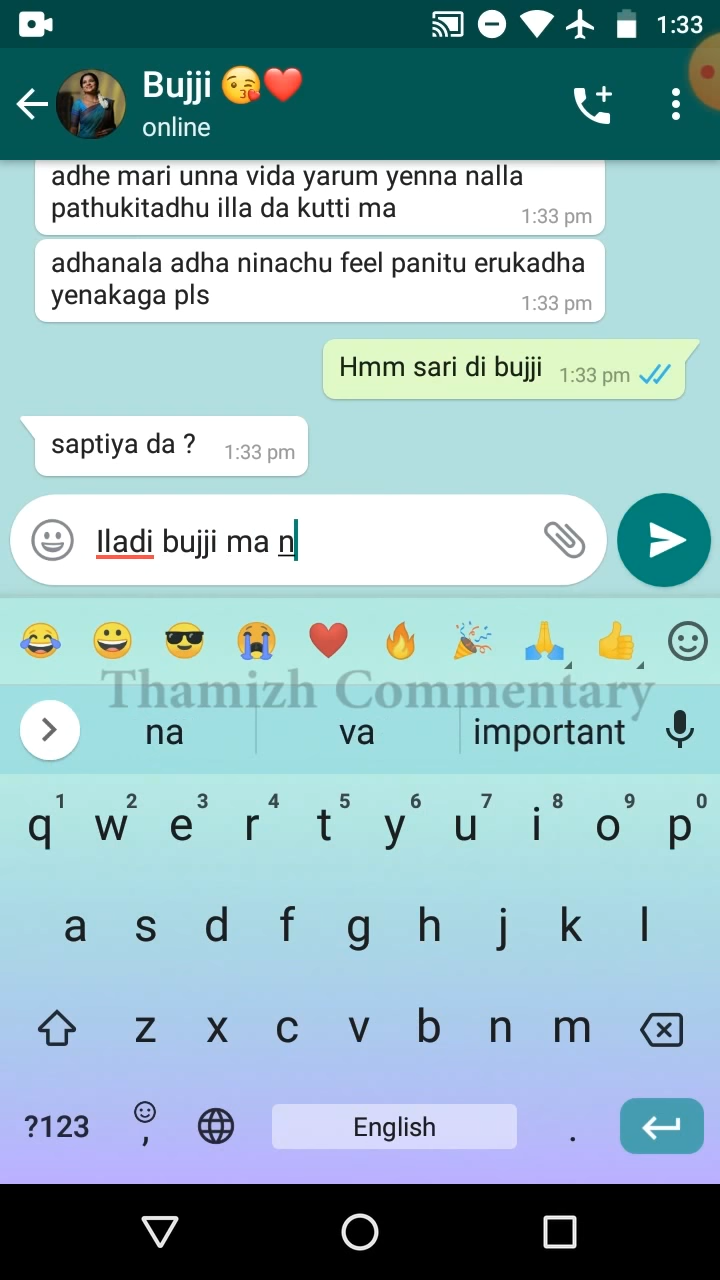 1:33
Bujji 😘❤️
online
adhe mari unna vida yarum yenna nalla
pathukitadhu illa da kutti ma
1:33 pm
adhanala adha ninachu feel panitu erukadha
yenakaga pls
1:33 pm
Hmm sari di bujji 1:33 pm
saptiya da ? 1:33 pm
Iladi bujji ma n
Thamizh Commentary
na va important
1 2 3 4 5 6 7 8 9 0
q w e r t y u i o p
a s d f g h j k l
z x c v b n m
?123 , English .